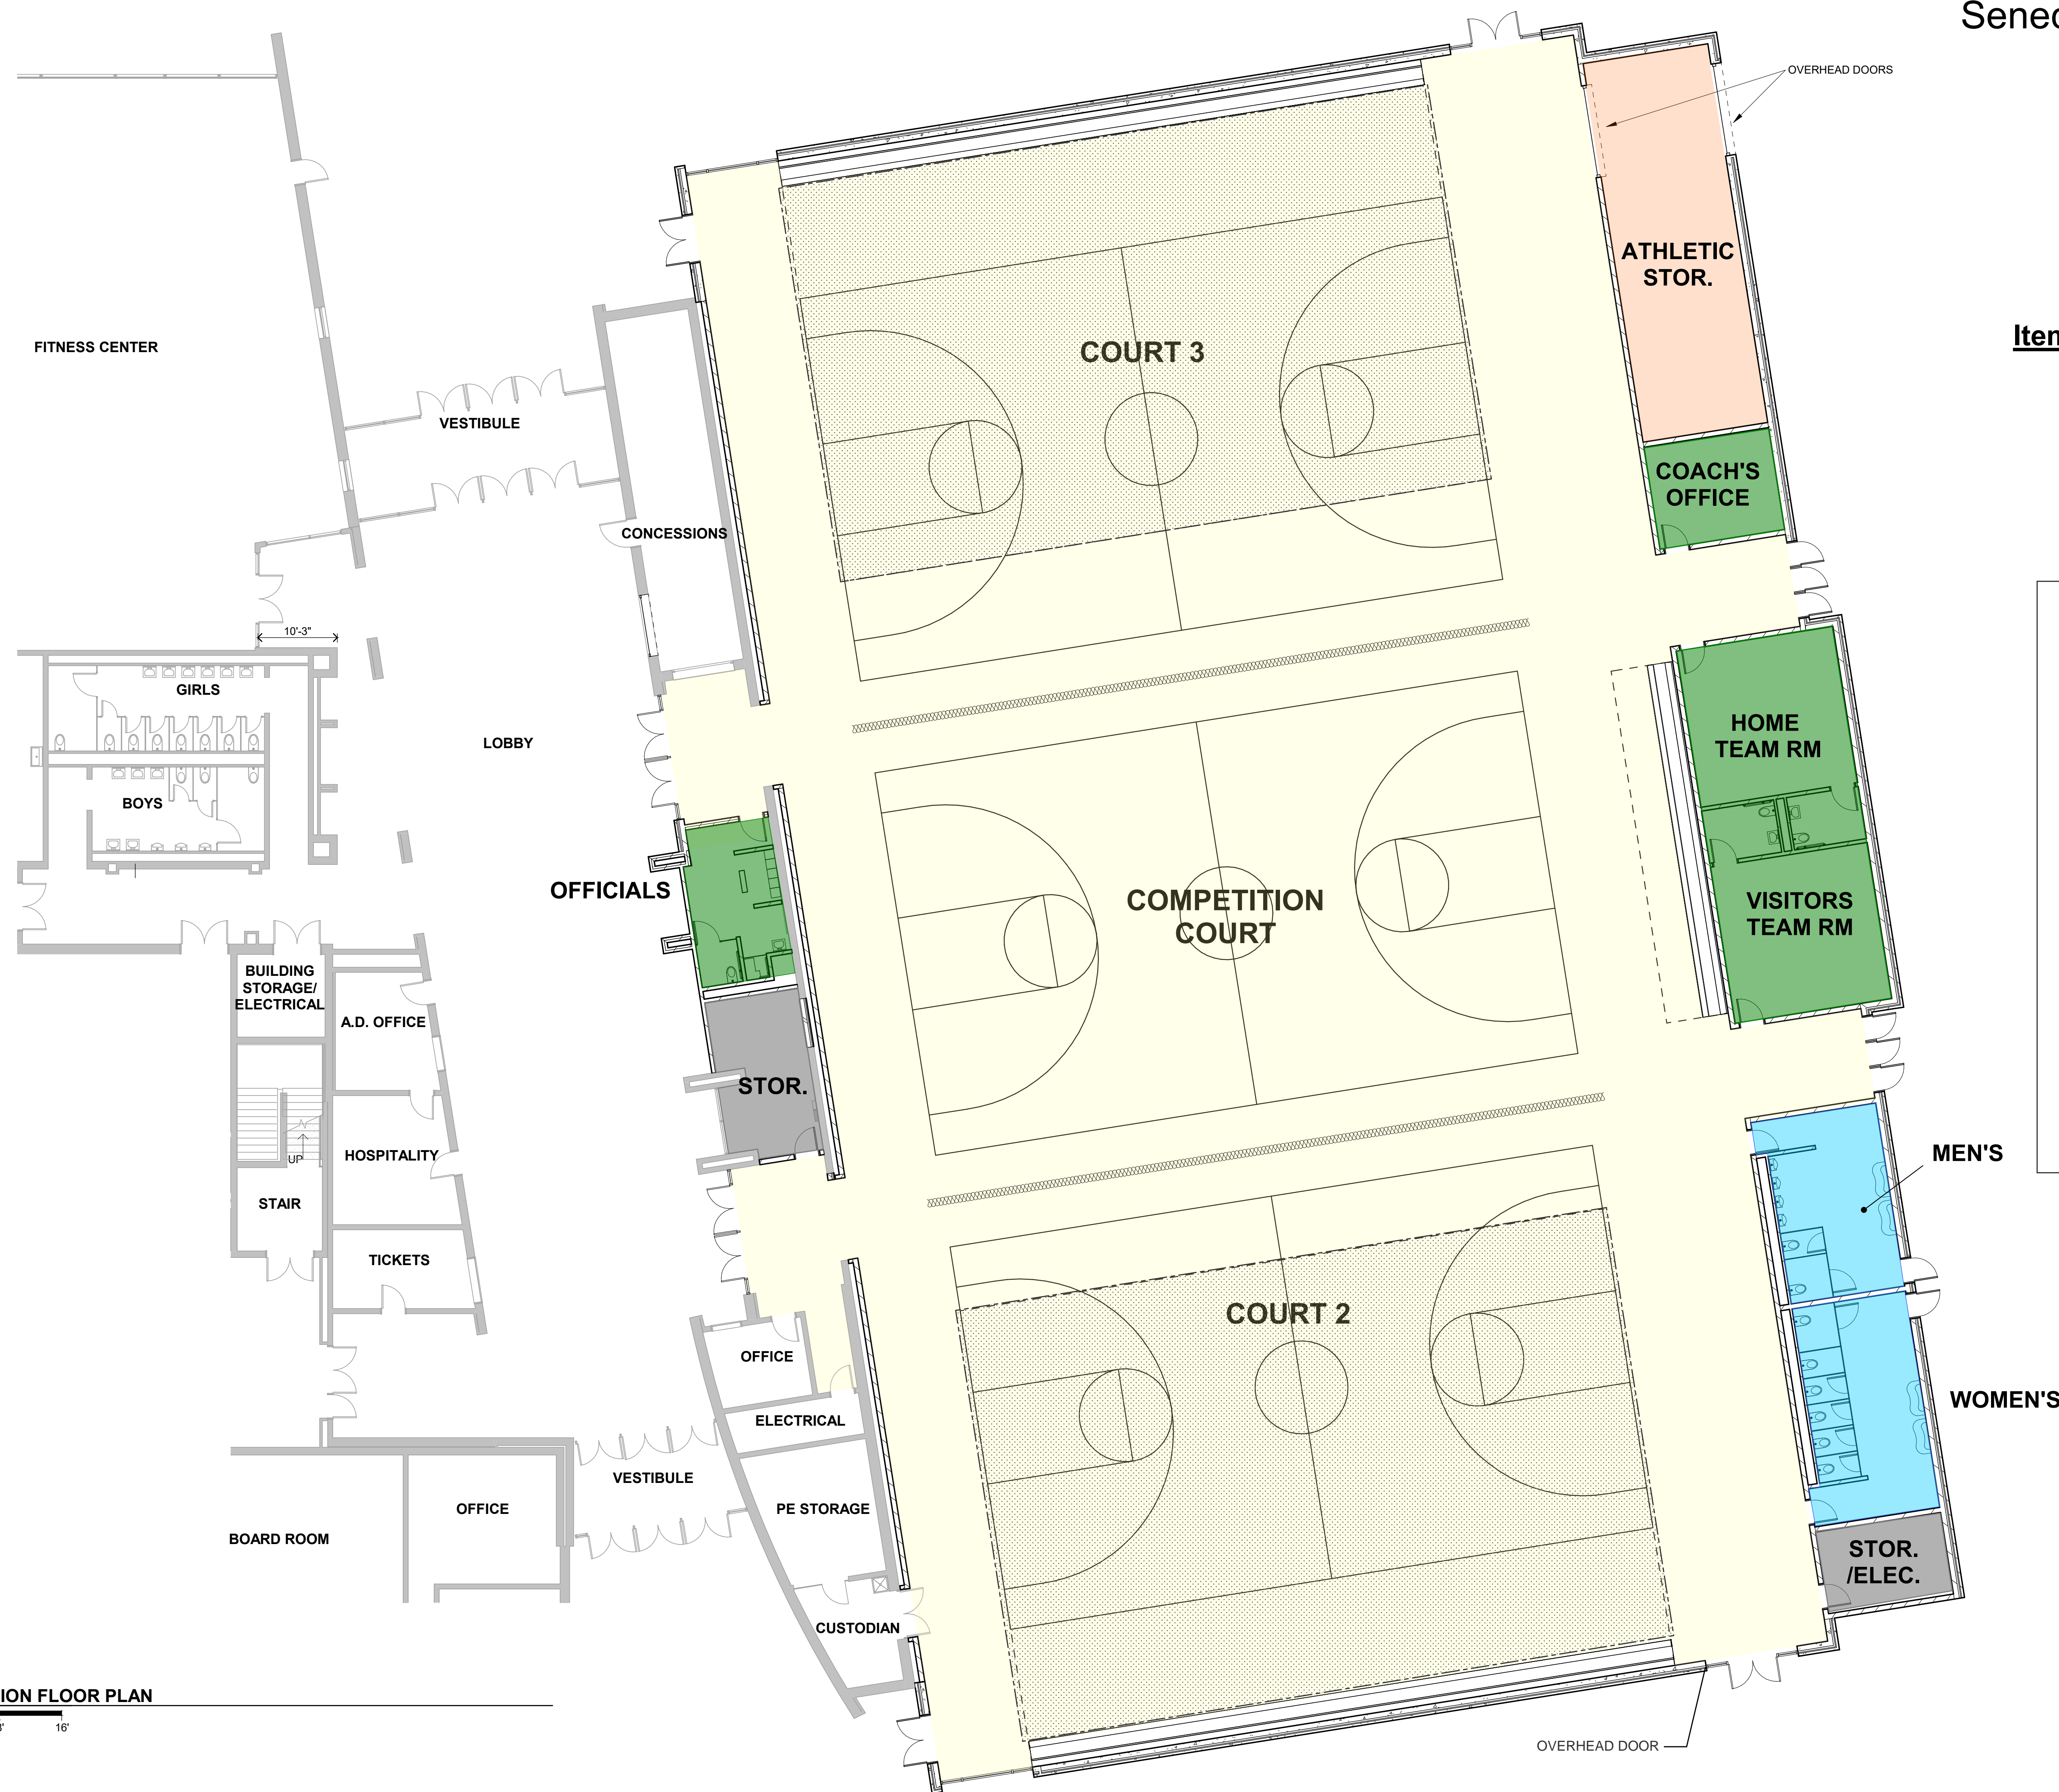 Senec
OVERHEAD DOORS
ATHLETIC
STOR.
Iten
FITNESS CENTER
COURT 3
VESTIBULE
COACH'S
OFFICE
CONCESSIONS
10'-3"
GIRLS
HOME
TEAM RM
LOBBY
BOYS
OFFICIALS
COMPETITION
COURT
VISITORS
TEAM RM
BUILDING
STORAGE/
ELECTRICAL
A.D. OFFICE
STOR.
UP
HOSPITALITY
MEN'S
STAIR
TICKETS
COURT 2
OFFICE
WOMEN'S
ELECTRICAL
VESTIBULE
OFFICE
PE STORAGE
BOARD ROOM
STOR.
/ELEC.
CUSTODIAN
ION FLOOR PLAN
16'
OVERHEAD DOOR